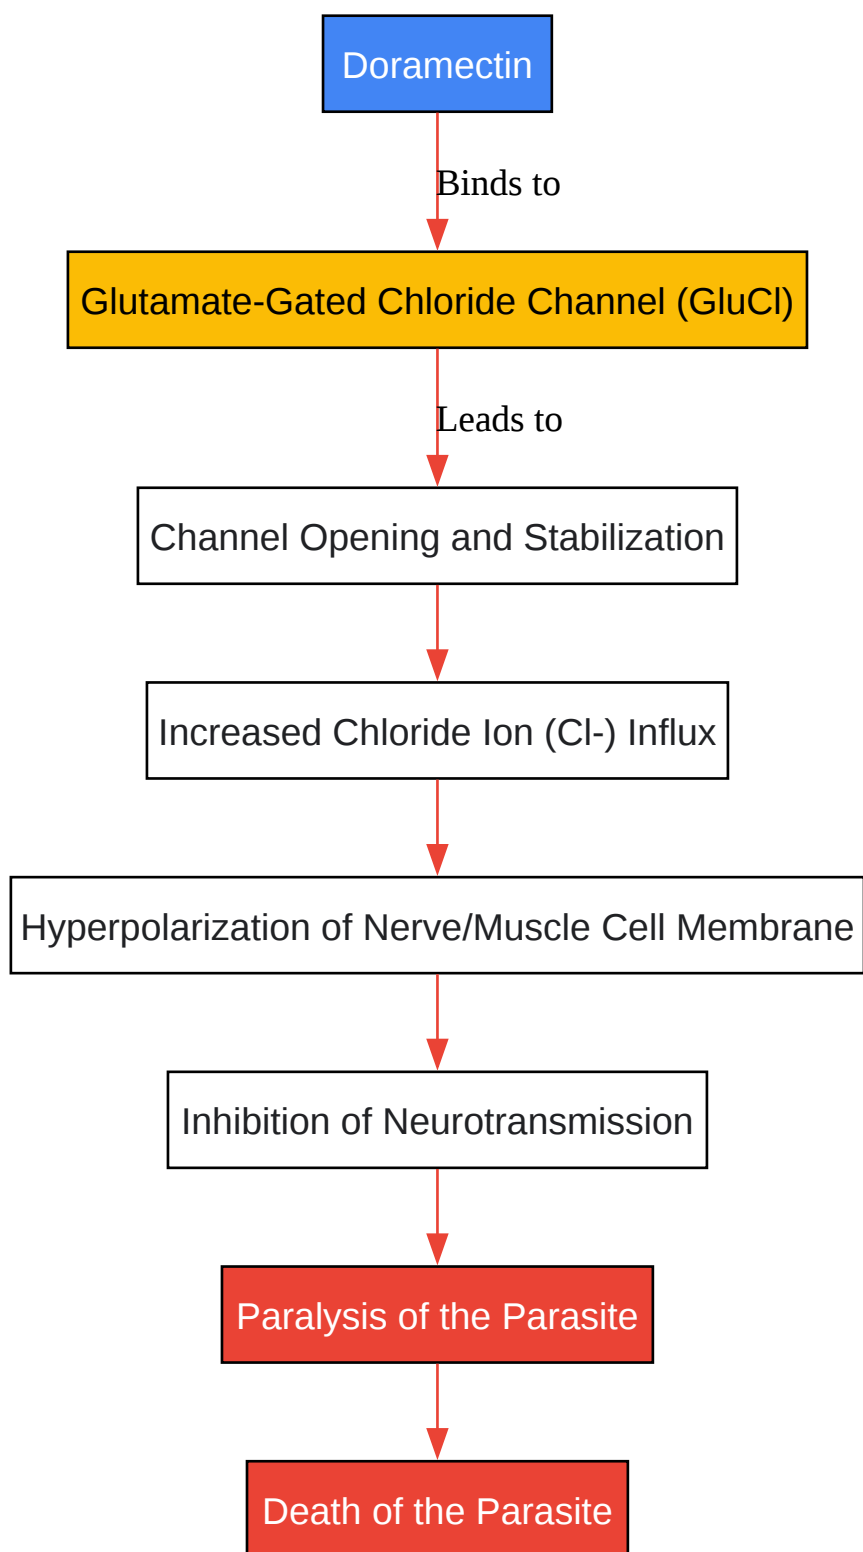 Doramectin
Binds to
Glutamate-Gated Chloride Channel (GluCl)
Leads to
Channel Opening and Stabilization
Increased Chloride Ion (Cl-) Influx
Hyperpolarization of Nerve/Muscle Cell Membrane
Inhibition of Neurotransmission
Paralysis of the Parasite
Death of the Parasite